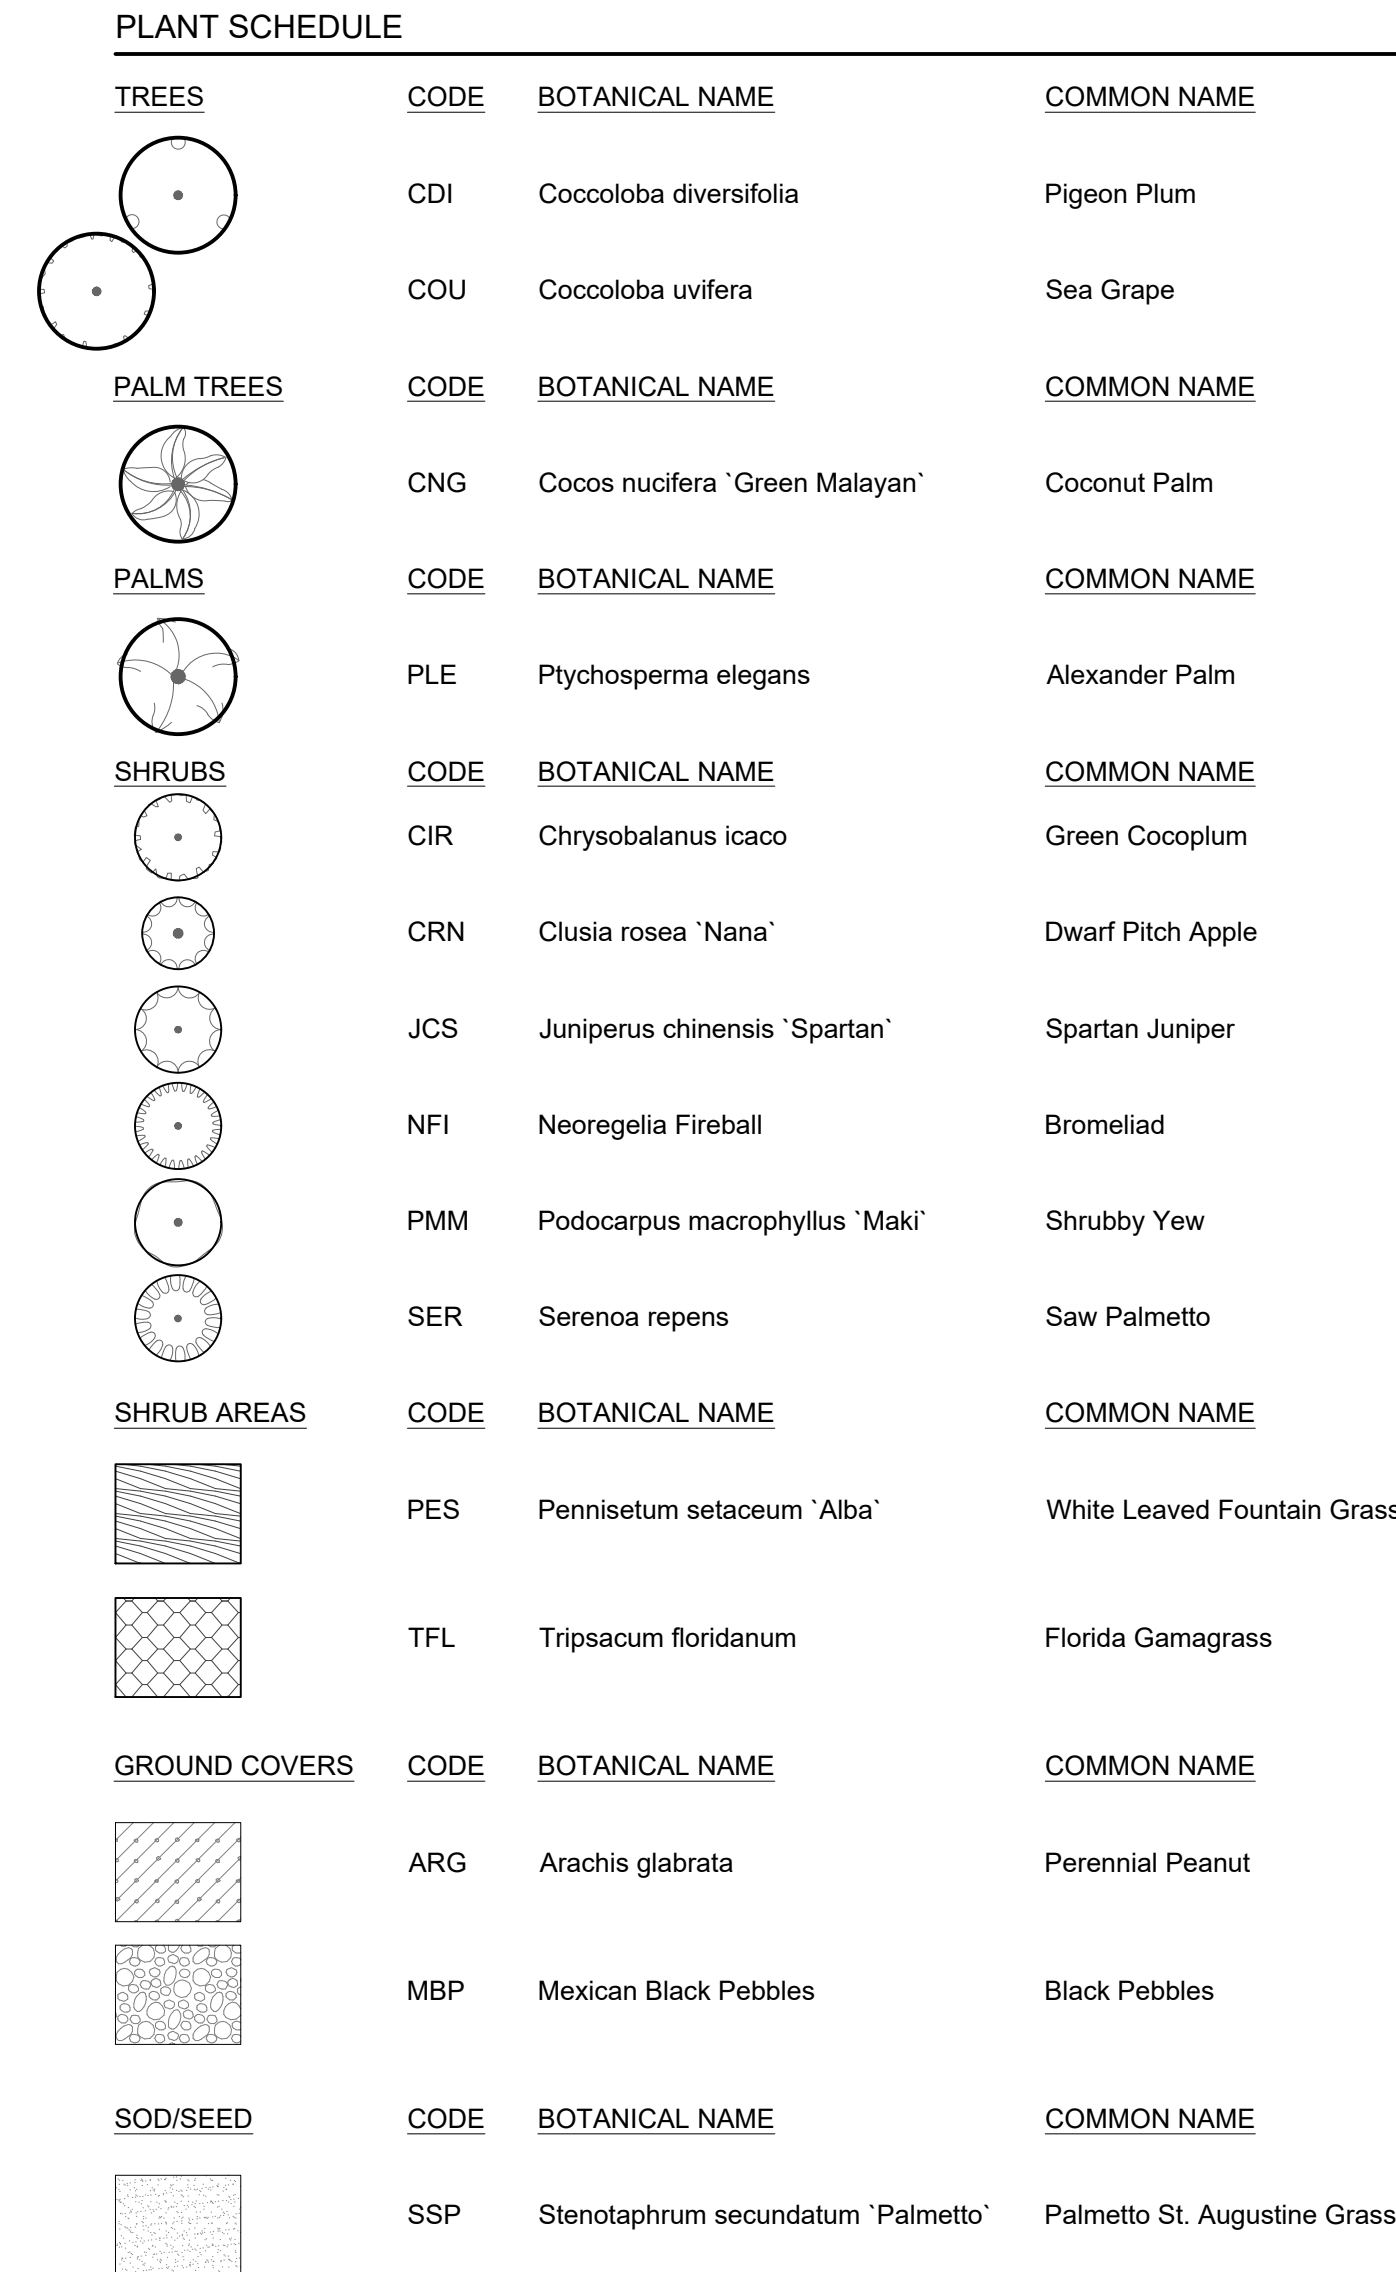 PLANT SCHEDULE
TREES CODE BOTANICAL NAME COMMON NAME
CDI Coccoloba diversifolia Pigeon Plum
COU Coccoloba uvifera Sea Grape
PALM TREES CODE BOTANICAL NAME COMMON NAME
CNG Cocos nucifera `Green Malayan` Coconut Palm
PALMS CODE BOTANICAL NAME COMMON NAME
PLE Ptychosperma elegans Alexander Palm
SHRUBS CODE BOTANICAL NAME COMMON NAME
CIR Chrysobalanus icaco Green Cocoplum
CRN Clusia rosea `Nana` Dwarf Pitch Apple
JCS Juniperus chinensis `Spartan` Spartan Juniper
NFI Neoregelia Fireball Bromeliad
PMM Podocarpus macrophyllus `Maki` Shrubby Yew
SER Serenoa repens Saw Palmetto
SHRUB AREAS CODE BOTANICAL NAME COMMON NAME
PES Pennisetum setaceum `Alba` White Leaved Fountain Grass
TFL Tripsacum floridanum Florida Gamagrass
GROUND COVERS CODE BOTANICAL NAME COMMON NAME
ARG Arachis glabrata Perennial Peanut
MBP Mexican Black Pebbles Black Pebbles
SOD/SEED CODE BOTANICAL NAME COMMON NAME
SSP Stenotaphrum secundatum `Palmetto` Palmetto St. Augustine Grass